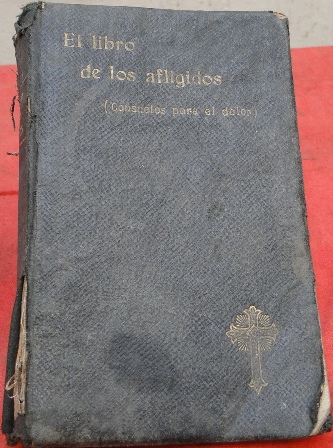 El libro
de los afligidos
(Consuelos para el dolor)